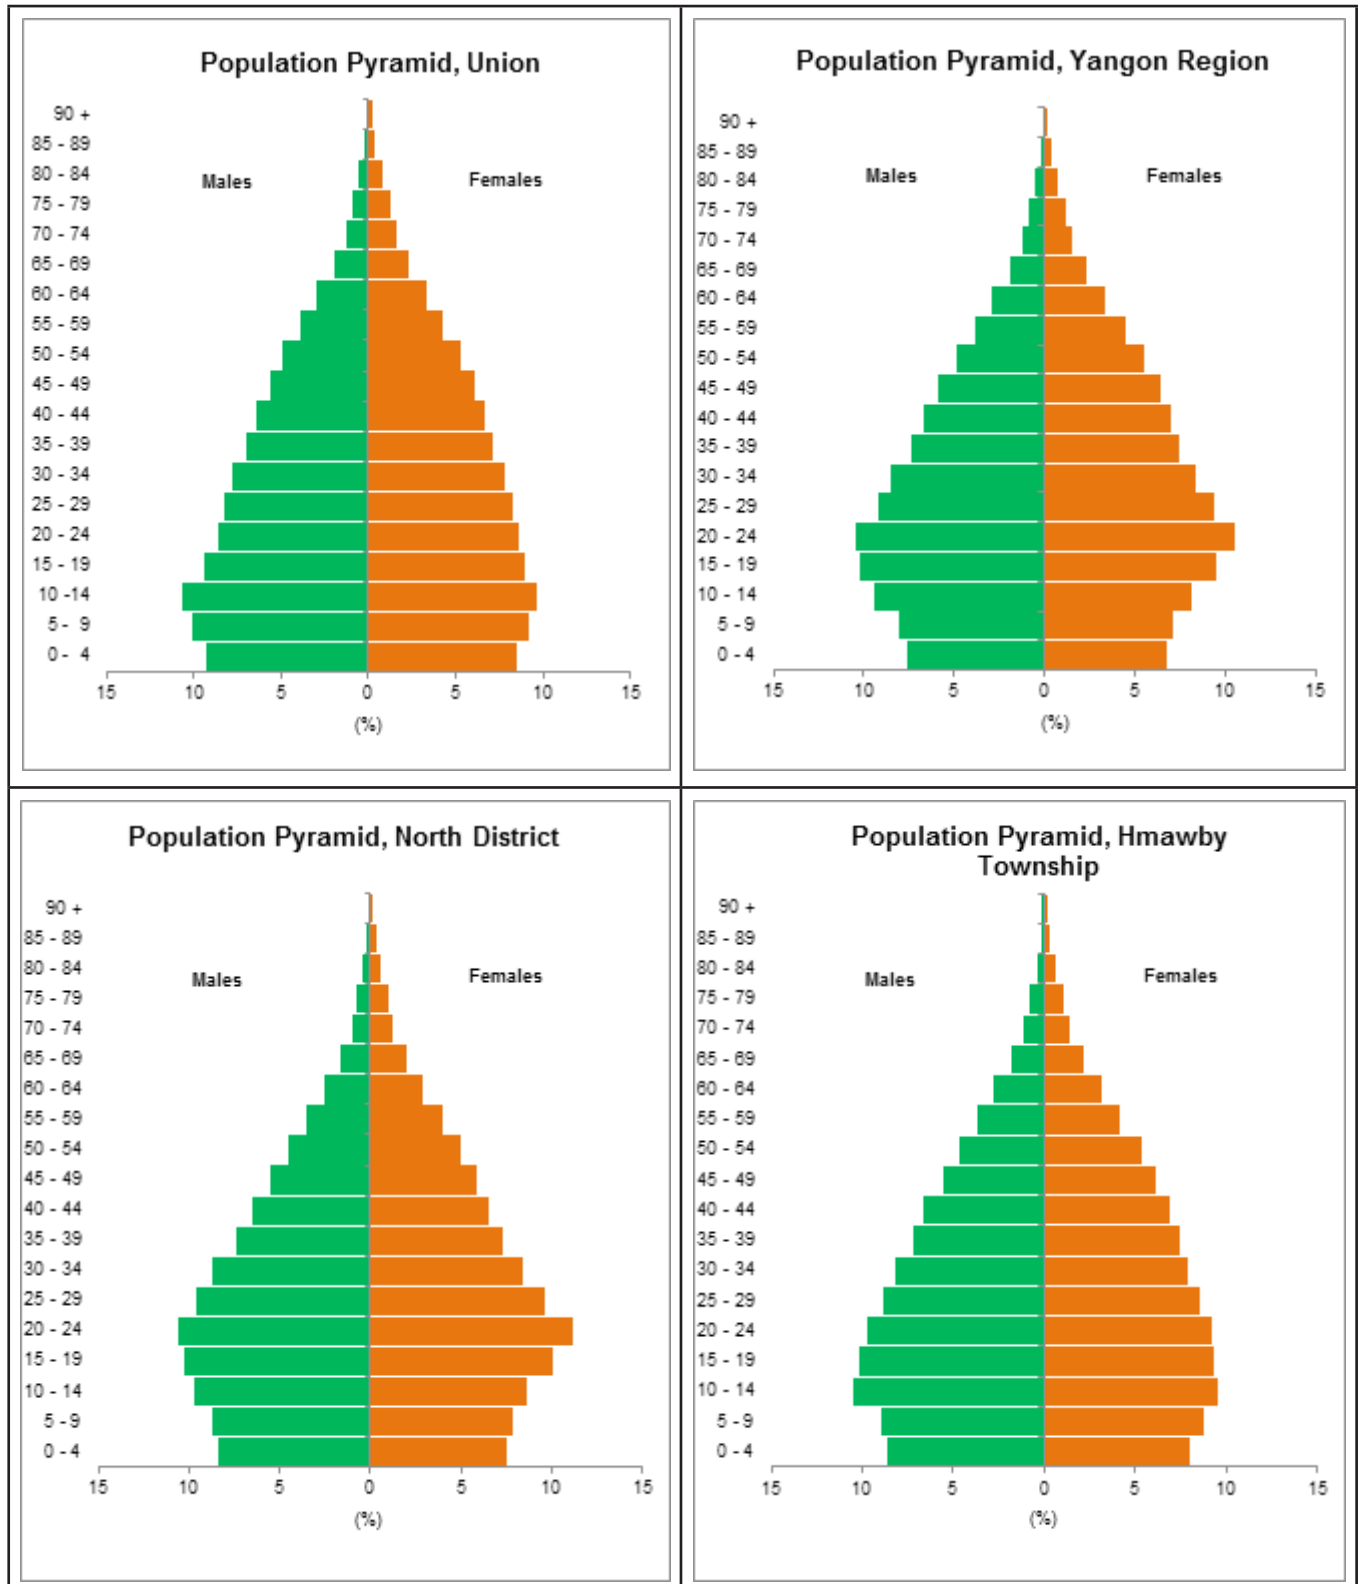 Population Pyramid, Union
90 +
85 - 89
80 - 84
75 - 79
70 - 74
65 - 69
60 - 64
55 - 59
50 - 54
45 - 49
40 - 44
35 - 39
30 - 34
25 - 29
20 - 24
15 - 19
10 -14
5 - 9
0 - 4
Males
Females
15 10 5 0 5 10 15
(%)
Population Pyramid, Yangon Region
90 +
85 - 89
80 - 84
75 - 79
70 - 74
65 - 69
60 - 64
55 - 59
50 - 54
45 - 49
40 - 44
35 - 39
30 - 34
25 - 29
20 - 24
15 - 19
10 - 14
5 - 9
0 - 4
Males
Females
15 10 5 0 5 10 15
(%)
Population Pyramid, North District
90 +
85 - 89
80 - 84
75 - 79
70 - 74
65 - 69
60 - 64
55 - 59
50 - 54
45 - 49
40 - 44
35 - 39
30 - 34
25 - 29
20 - 24
15 - 19
10 - 14
5 - 9
0 - 4
Males
Females
15 10 5 0 5 10 15
(%)
Population Pyramid, Hmawby
Township
90 +
85 - 89
80 - 84
75 - 79
70 - 74
65 - 69
60 - 64
55 - 59
50 - 54
45 - 49
40 - 44
35 - 39
30 - 34
25 - 29
20 - 24
15 - 19
10 - 14
5 - 9
0 - 4
Males
Females
15 10 5 0 5 10 15
(%)